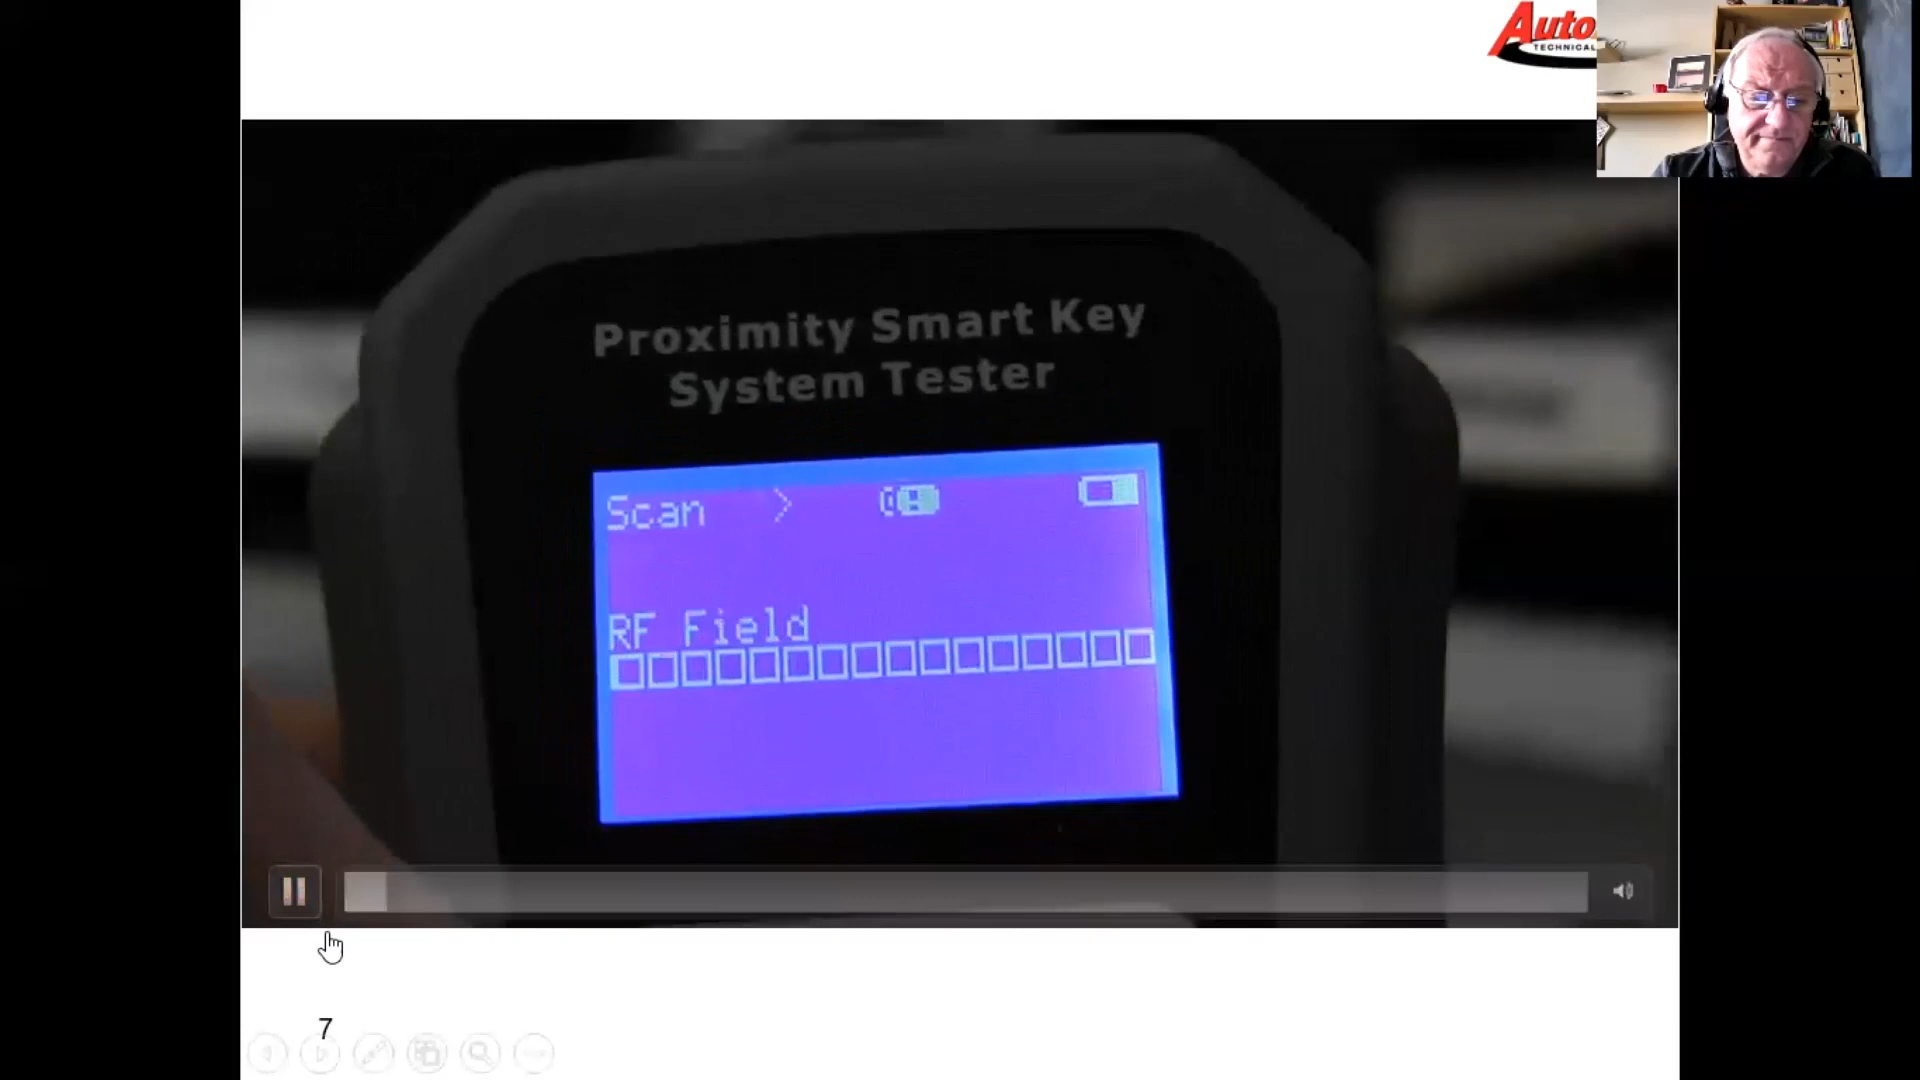 Auto
TECHNICAL
Proximity Smart Key
System Tester
Scan >
RF Field
7